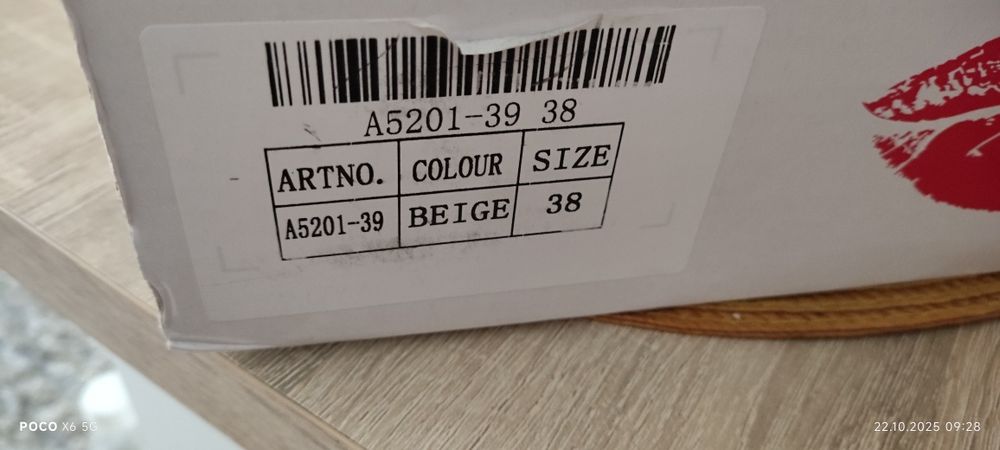 A5201-39 38
ARTNO. COLOUR SIZE
A5201-39 BEIGE 38
POCO X6 5G
22.10.2025 09:28